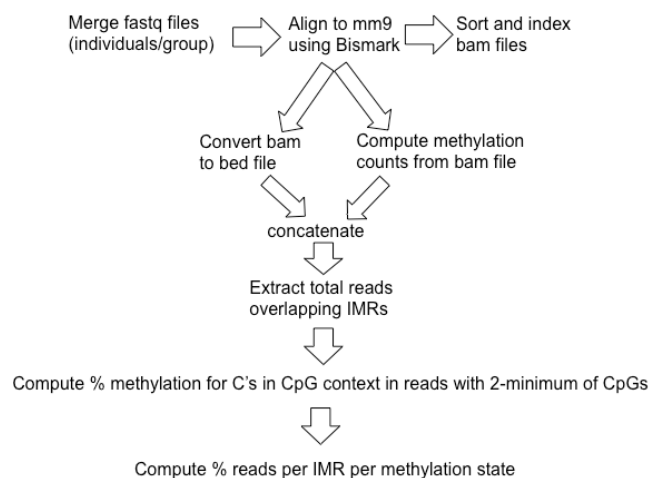 Merge fastq files
(individuals/group)
Align to mm9
using Bismark
Sort and index
bam files
Convert bam
to bed file
Compute methylation
counts from bam file
concatenate
Extract total reads
overlapping IMRs
Compute % methylation for C's in CpG context in reads with 2-minimum of CpGs
Compute % reads per IMR per methylation state